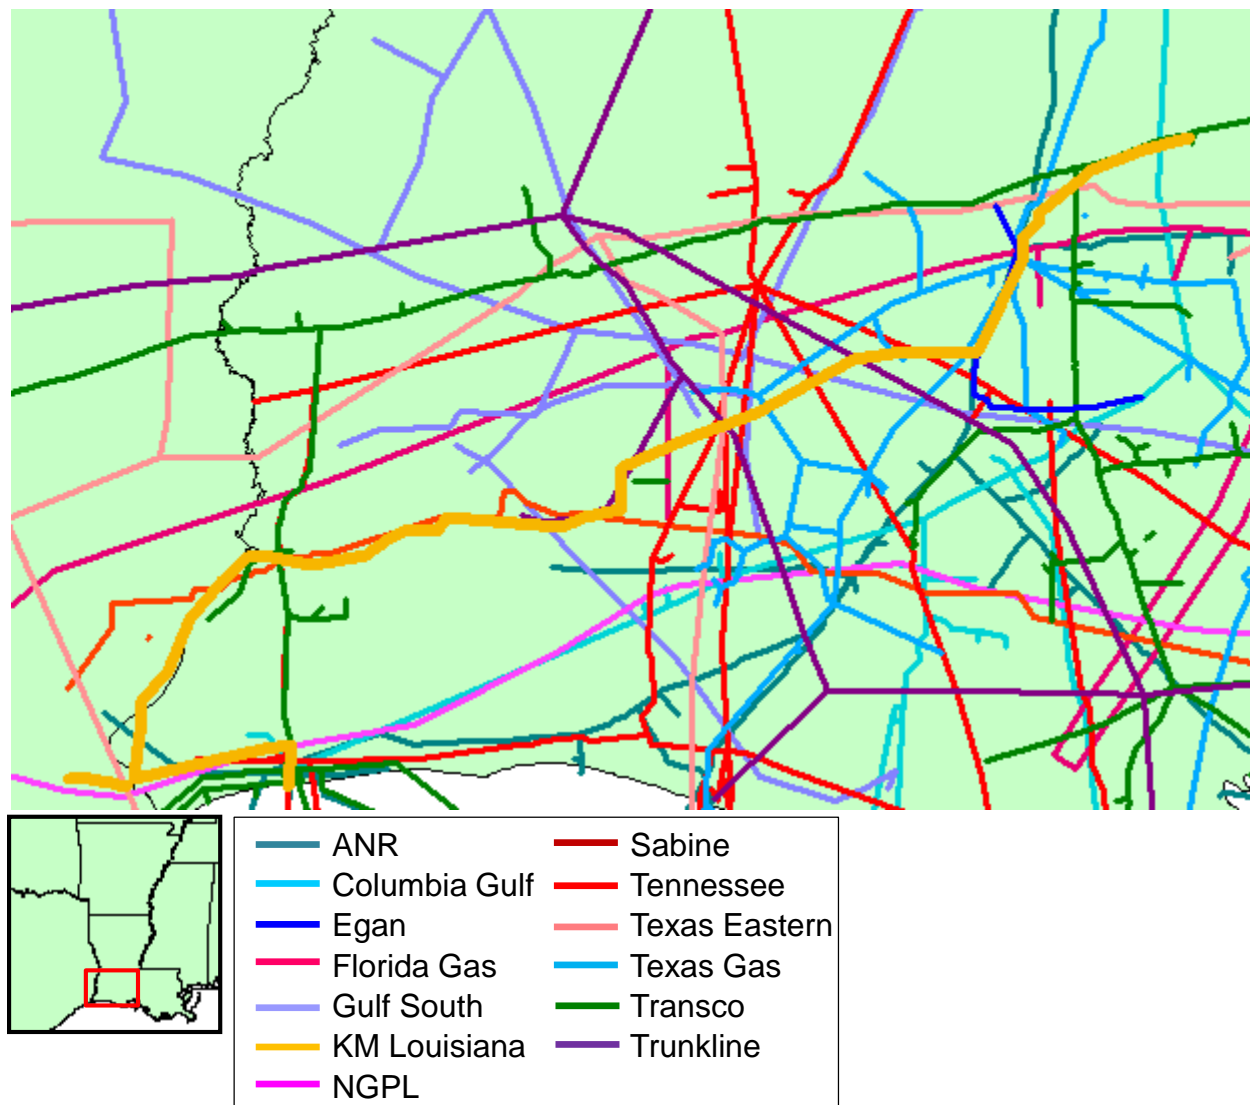 ANR
Columbia Gulf
Egan
Florida Gas
Gulf South
KM Louisiana
NGPL
Sabine
Tennessee
Texas Eastern
Texas Gas
Transco
Trunkline